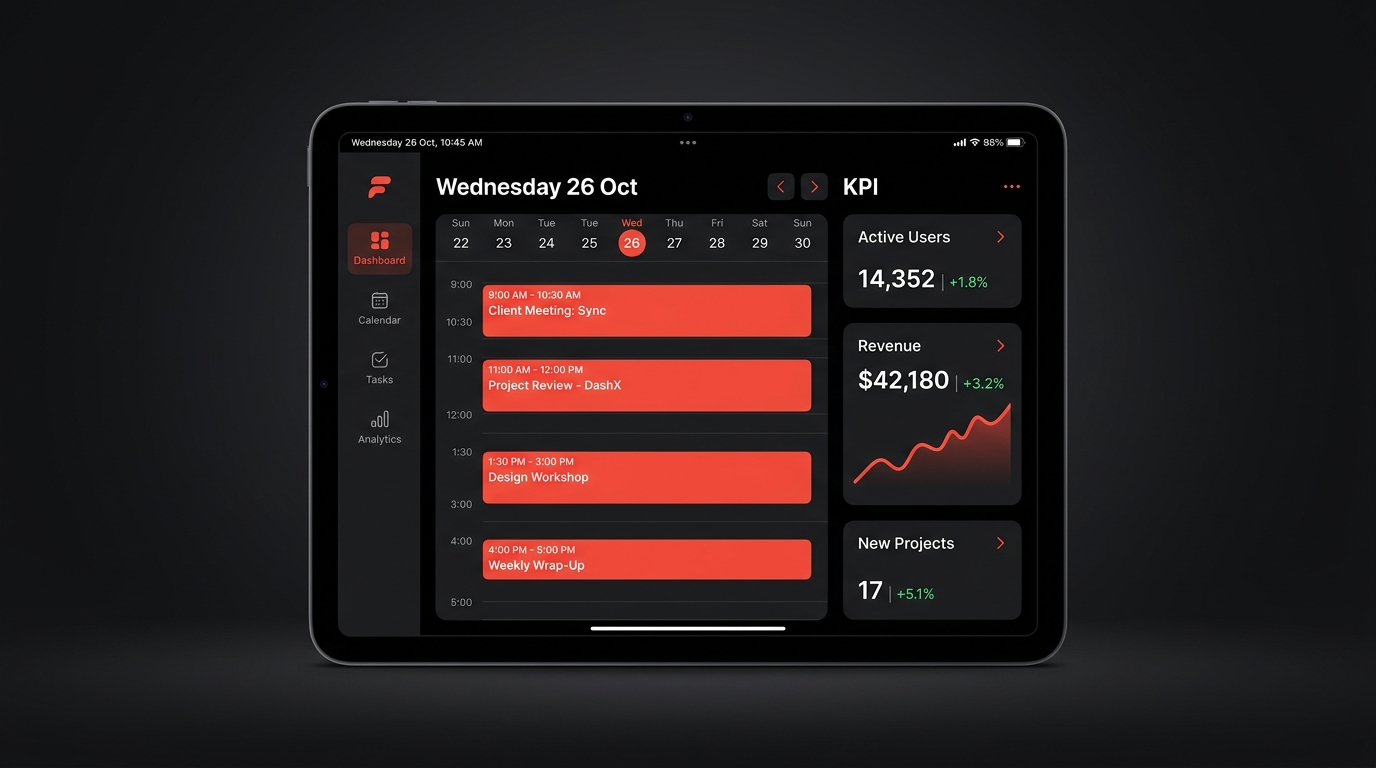 Wednesday 26 Oct, 10:45 AM
88%
Dashboard
Calendar
Tasks
Analytics
Wednesday 26 Oct
Sun Mon Tue Tue Wed Thu Fri Sat Sun
22 23 24 25 26 27 28 29 30
9:00
9:00 AM – 10:30 AM
Client Meeting: Sync
10:30
11:00
11:00 AM – 12:00 PM
Project Review - DashX
12:00
1:30
1:30 PM – 3:00 PM
Design Workshop
3:00
4:00
4:00 PM – 5:00 PM
Weekly Wrap-Up
5:00
KPI
Active Users
14,352 | +1.8%
Revenue
$42,180 | +3.2%
New Projects
17 | +5.1%